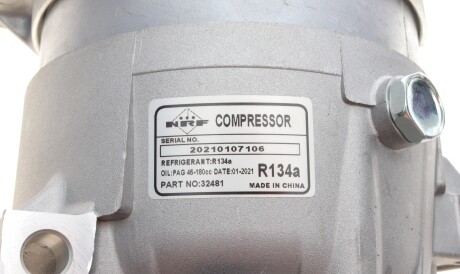 NRF COMPRESSOR
SERIAL NO.
20210107106
REFRIGERANT:R134a
OIL:PAG 46-180cc DATE:01-2021 R134a
PART NO:32481 MADE IN CHINA